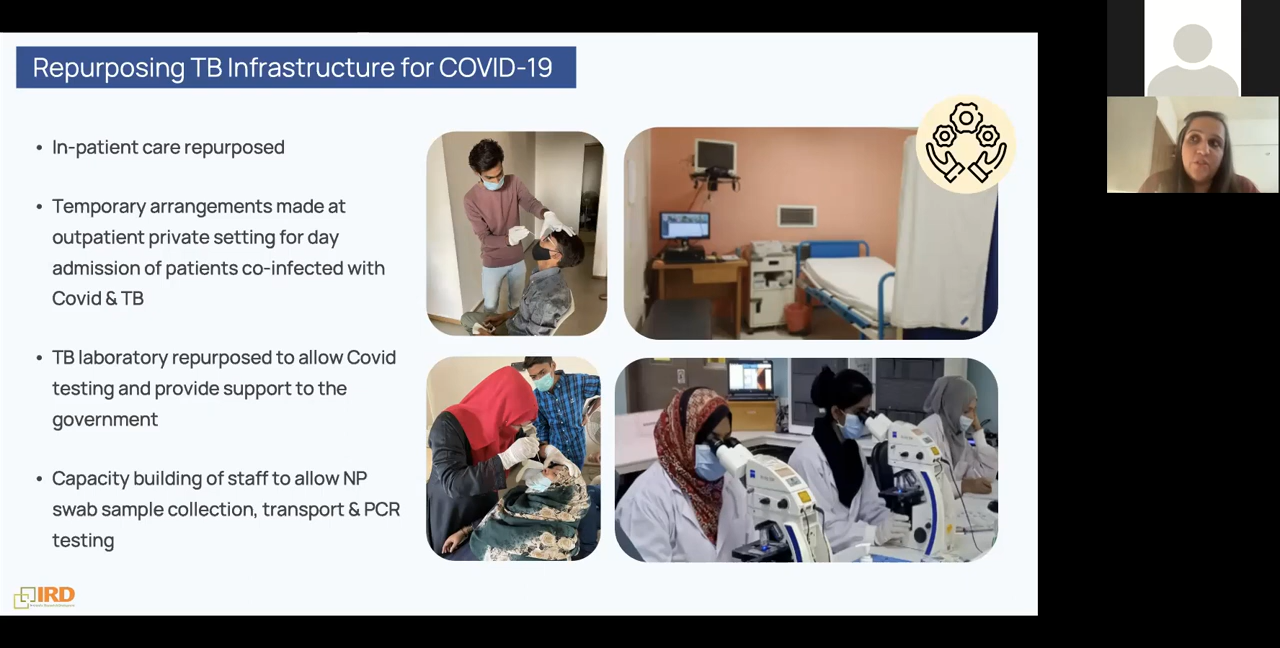 Repurposing TB Infrastructure for COVID-19
• In-patient care repurposed
• Temporary arrangements made at
outpatient private setting for day
admission of patients co-infected with
Covid & TB
• TB laboratory repurposed to allow Covid
testing and provide support to the
government
• Capacity building of staff to allow NP
swab sample collection, transport & PCR
testing
IRD